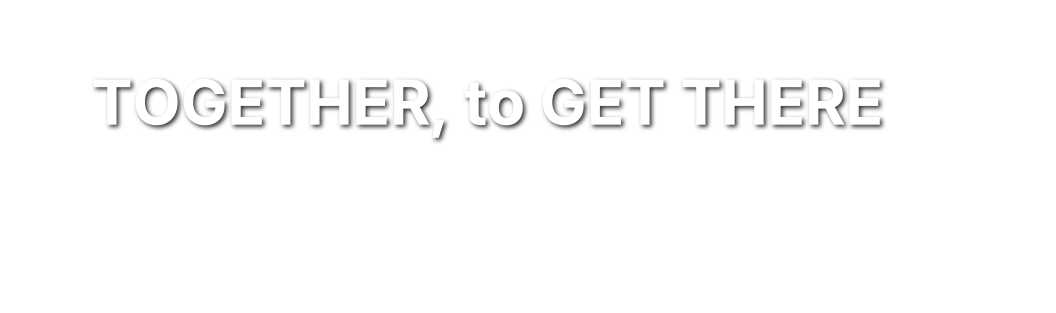 TOGETHER, to GET THERE